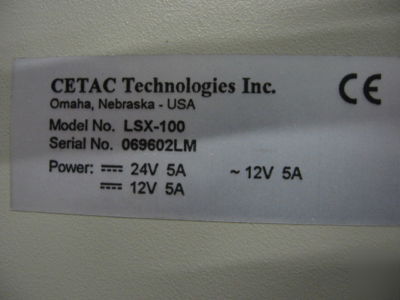 CETAC Technologies Inc.
CE
Omaha, Nebraska - USA
Model No. LSX-100
Serial No. 069602LM
Power: ⎓ 24V 5A ~ 12V 5A
⎓ 12V 5A